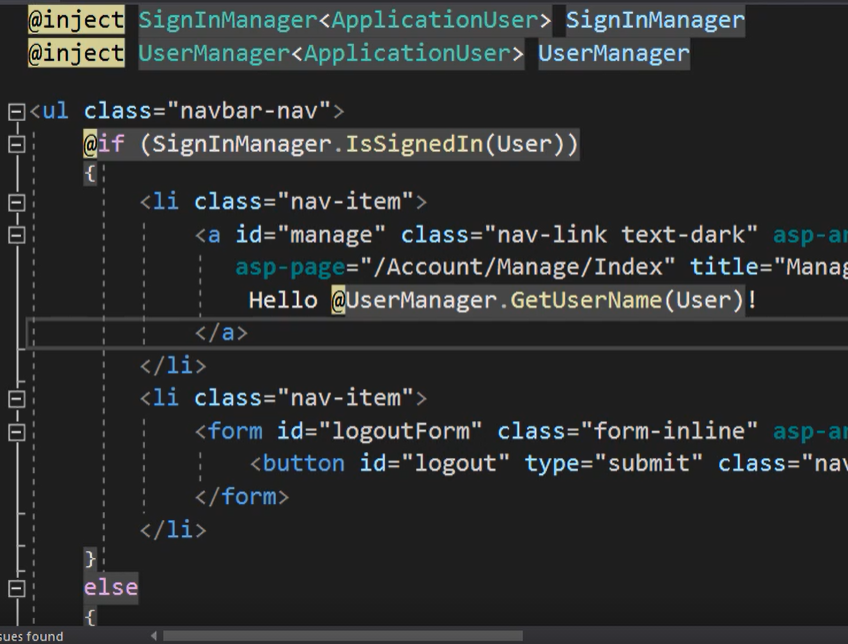 @inject SignInManager<ApplicationUser> SignInManager
@inject UserManager<ApplicationUser> UserManager
<ul class="navbar-nav">
@if (SignInManager.IsSignedIn(User))
{
<li class="nav-item">
<a id="manage" class="nav-link text-dark" asp-
asp-page="/Account/Manage/Index" title="Manag
Hello @UserManager.GetUserName(User)!
</a>
</li>
<li class="nav-item">
<form id="logoutForm" class="form-inline" asp-
<button id="logout" type="submit" class="nav
</form>
</li>
}
else
{
sues found